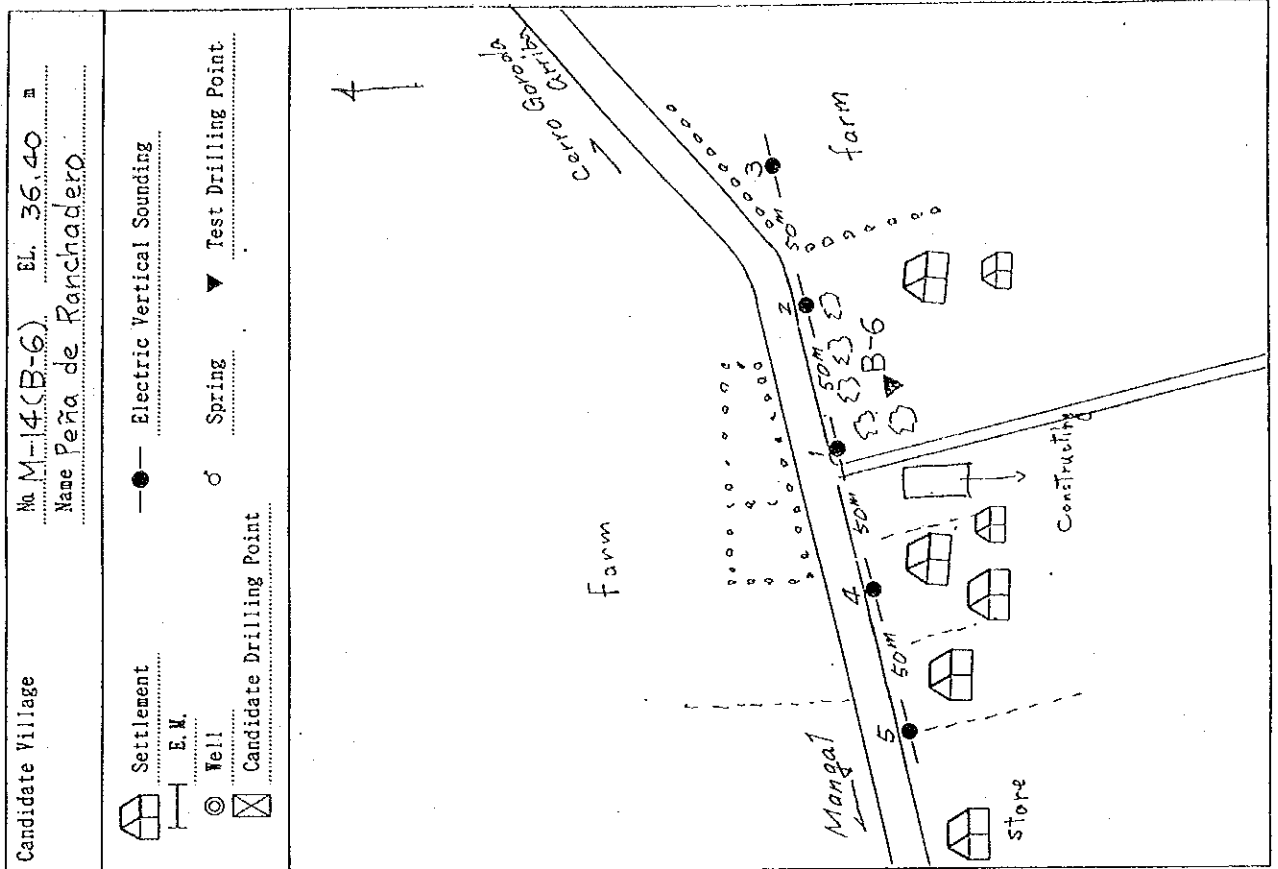 Candidate Village
No. M-14(B-6) EL. 36.40 m
Name Peña de Ranchadero
Settlement
E.M.
Well
Candidate Drilling Point
Electric Vertical Sounding
Spring
Test Drilling Point
Cerro Gorodo
Arriba
Farm
farm
3
50m
2
50m
B-6
1
50m
4
50m
5
Mangal
Constructing
store